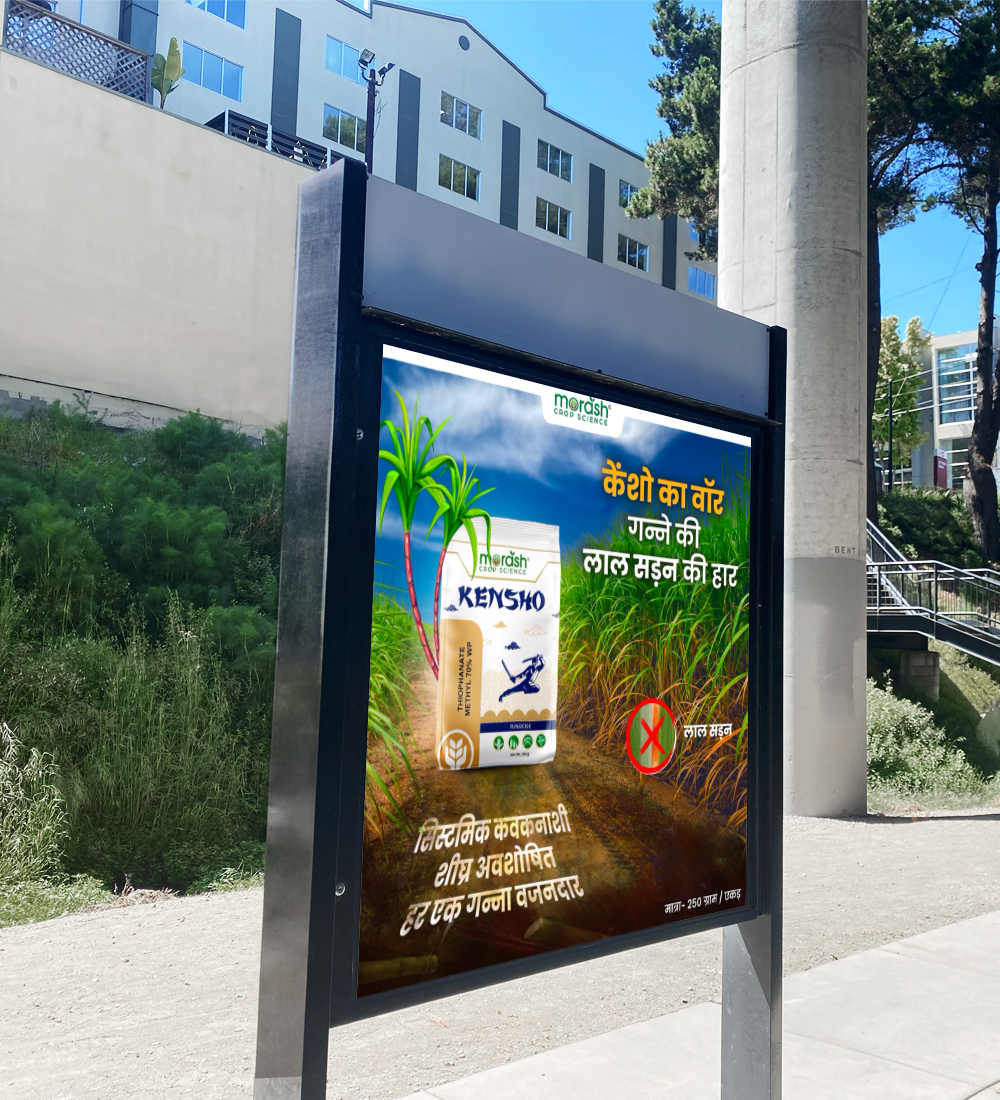 morash
CROP SCIENCE
केंशो का वॉर
गन्ने की
लाल सड़न की हार
morash
CROP SCIENCE
KENSHO
THIOPHANATE
METHYL 70% WP
FUNGICIDE
लाल सड़न
सिस्टमिक कवकनाशी
शीघ्र अवशोषित
हर एक गन्ना वजनदार
मात्रा- 250 ग्राम / एकड़
BENT